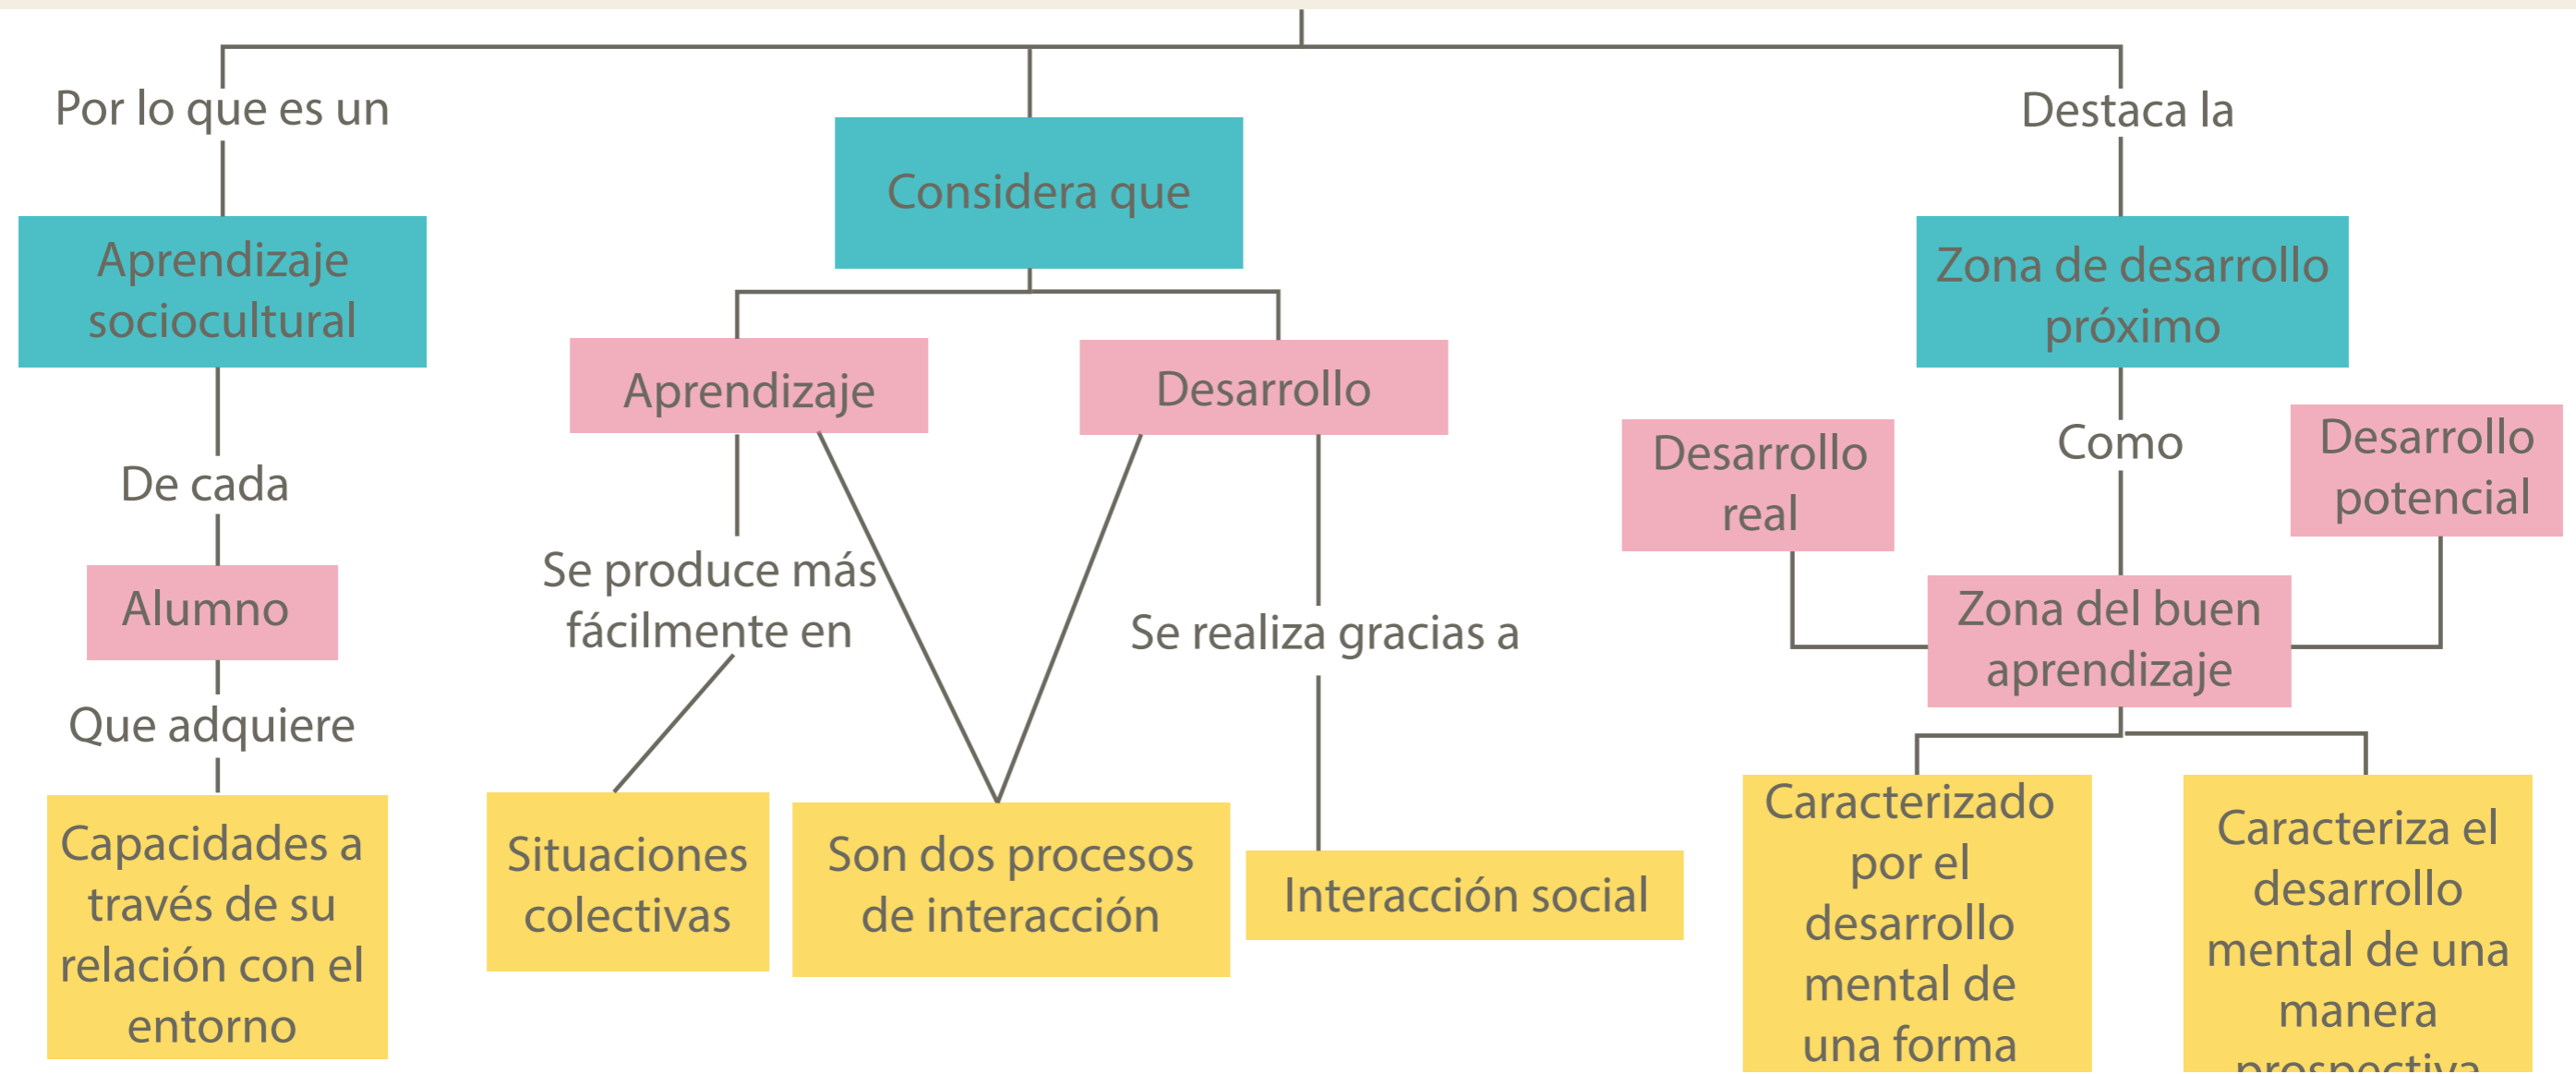 Por lo que es un
Aprendizaje
sociocultural
De cada
Alumno
Que adquiere
Capacidades a
través de su
relación con el
entorno
Considera que
Aprendizaje
Se produce más
fácilmente en
Situaciones
colectivas
Son dos procesos
de interacción
Desarrollo
Se realiza gracias a
Interacción social
Destaca la
Zona de desarrollo
próximo
Como
Desarrollo
real
Desarrollo
potencial
Zona del buen
aprendizaje
Caracterizado
por el
desarrollo
mental de
una forma
Caracteriza el
desarrollo
mental de una
manera
prospectiva